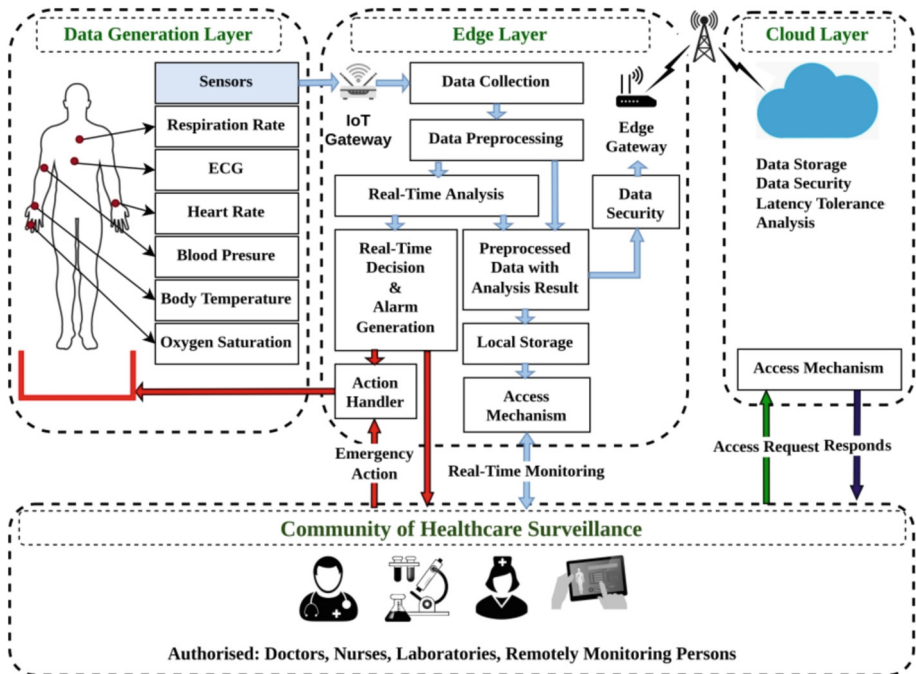 Data Generation Layer
Sensors
Respiration Rate
ECG
Heart Rate
Blood Presure
Body Temperature
Oxygen Saturation
Edge Layer
IoT
Gateway
Data Collection
Data Preprocessing
Real-Time Analysis
Real-Time
Decision
&
Alarm
Generation
Preprocessed
Data with
Analysis Result
Local Storage
Access
Mechanism
Action
Handler
Edge
Gateway
Data
Security
Cloud Layer
Data Storage
Data Security
Latency Tolerance
Analysis
Access Mechanism
Emergency
Action
Real-Time Monitoring
Access Request
Responds
Community of Healthcare Surveillance
Authorised: Doctors, Nurses, Laboratories, Remotely Monitoring Persons